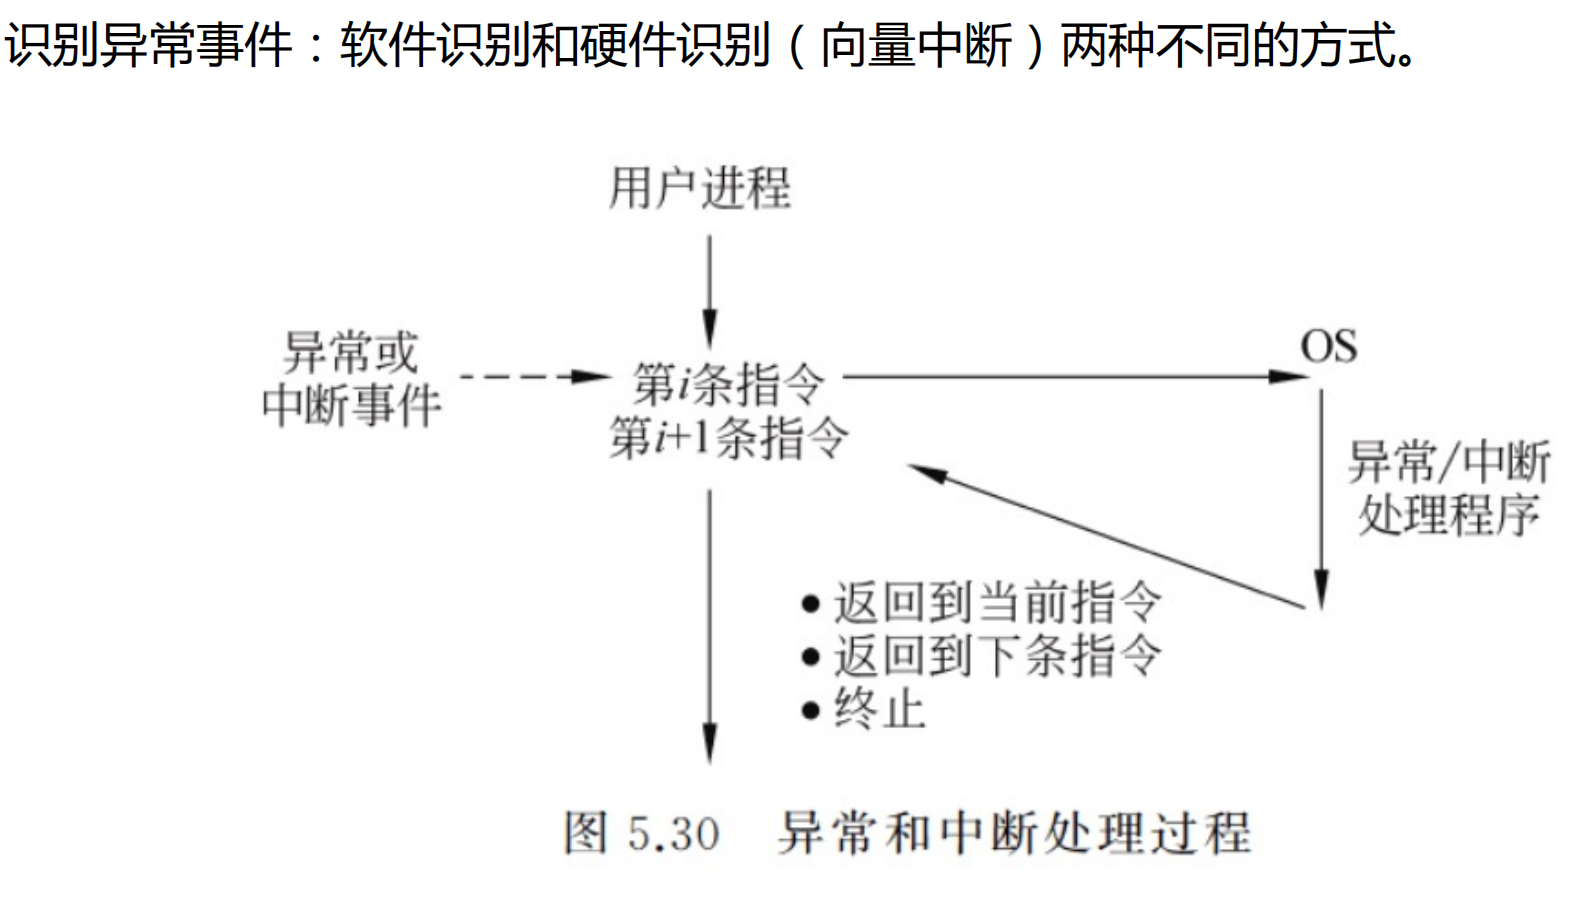 识别异常事件：软件识别和硬件识别（向量中断）两种不同的方式。
用户进程
异常或
中断事件
第i条指令
第i+1条指令
OS
异常/中断
处理程序
●返回到当前指令
●返回到下条指令
●终止
图 5.30 异常和中断处理过程